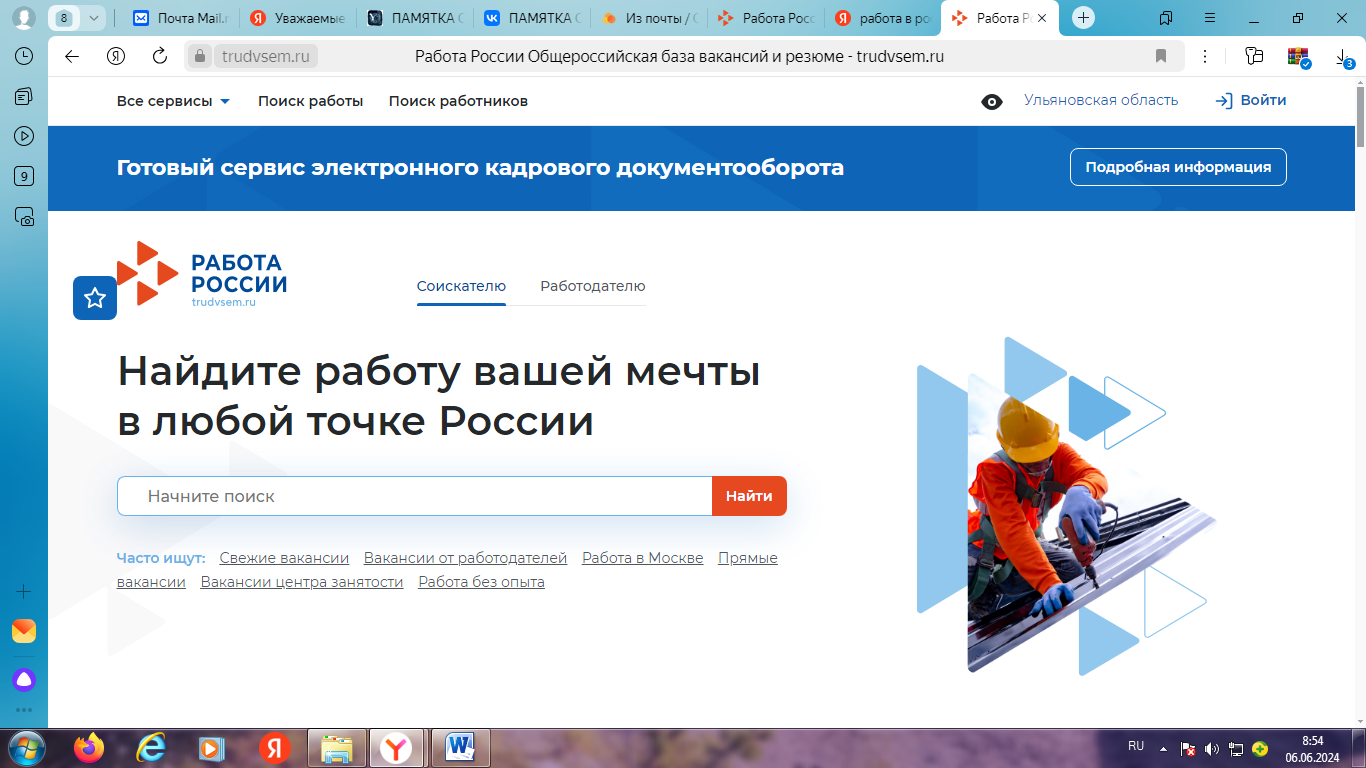 8
Почта Mail.r
Уважаемые
ПАМЯТКА С
ПАМЯТКА С
Из почты / С
Работа Росс
работа в рос
Работа Ро
trudvsem.ru
Работа России Общероссийская база вакансий и резюме - trudvsem.ru
3
Все сервисы
Поиск работы
Поиск работников
Ульяновская область
Войти
9
Готовый сервис электронного кадрового документооборота
Подробная информация
РАБОТА
РОССИИ
trudvsem.ru
Соискателю
Работодателю
Найдите работу вашей мечты
в любой точке России
Начните поиск
Найти
Часто ищут: Свежие вакансии Вакансии от работодателей Работа в Москве Прямые
вакансии Вакансии центра занятости Работа без опыта
RU
8:54
06.06.2024